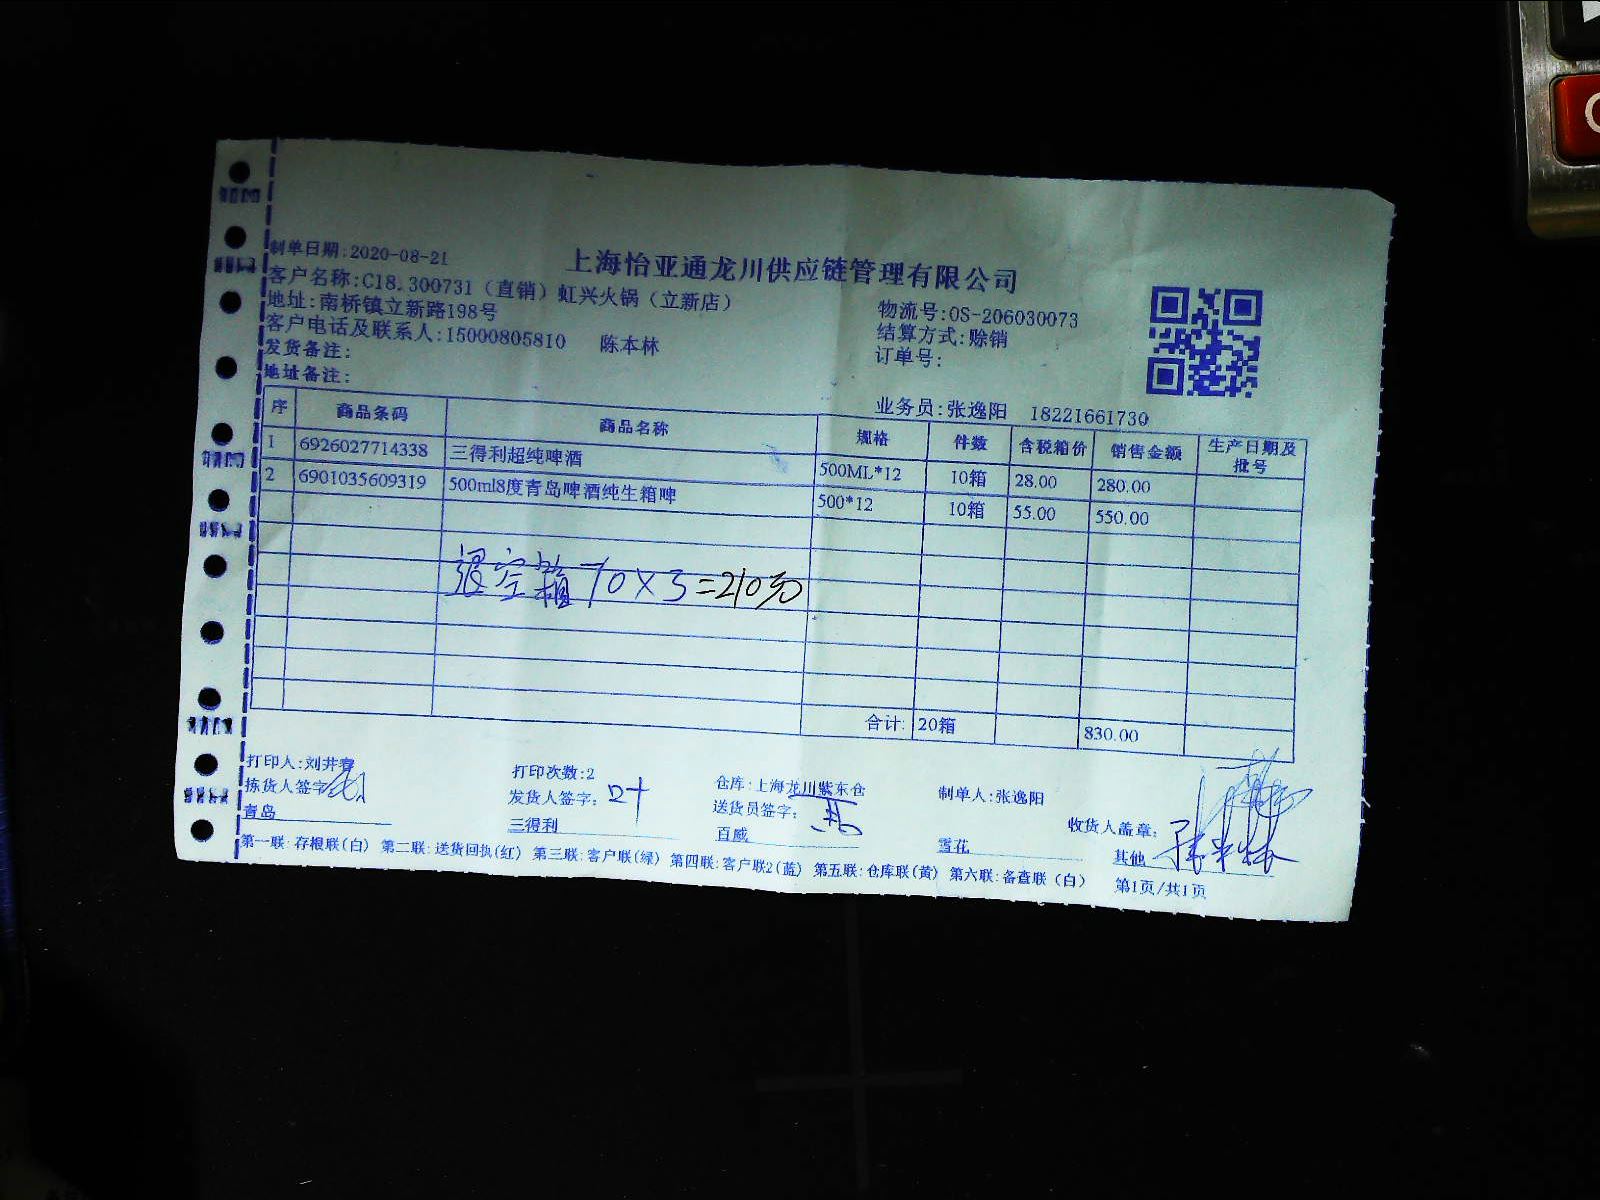 制单日期:2020-08-21
上海怡亚通龙川供应链管理有限公司
客户名称:C18.300731（直销）虹兴火锅（立新店）
地址:南桥镇立新路198号
物流号:OS-206030073
客户电话及联系人:15000805810 陈本林
结算方式:赊销
发货备注:
订单号:
地址备注:
业务员:张逸阳 18221661730
序 商品条码 商品名称 规格 件数 含税箱价 销售金额 生产日期及批号
1 6926027714338 三得利超纯啤酒 500ML*12 10箱 28.00 280.00
2 6901035609319 500ml8度青岛啤酒纯生箱啤 500*12 10箱 55.00 550.00
退空箱70×3=210元
合计: 20箱 830.00
打印人:刘井春 打印次数:2 仓库:上海龙川紫东仓 制单人:张逸阳
拣货人签字: 发货人签字: 叶 送货员签字: 收货人盖章:
青岛 三得利 百威 雪花 其他 陈本林
第一联:存根联(白) 第二联:送货回执(红) 第三联:客户联(绿) 第四联:客户联2(蓝) 第五联:仓库联(黄) 第六联:备查联（白） 第1页/共1页